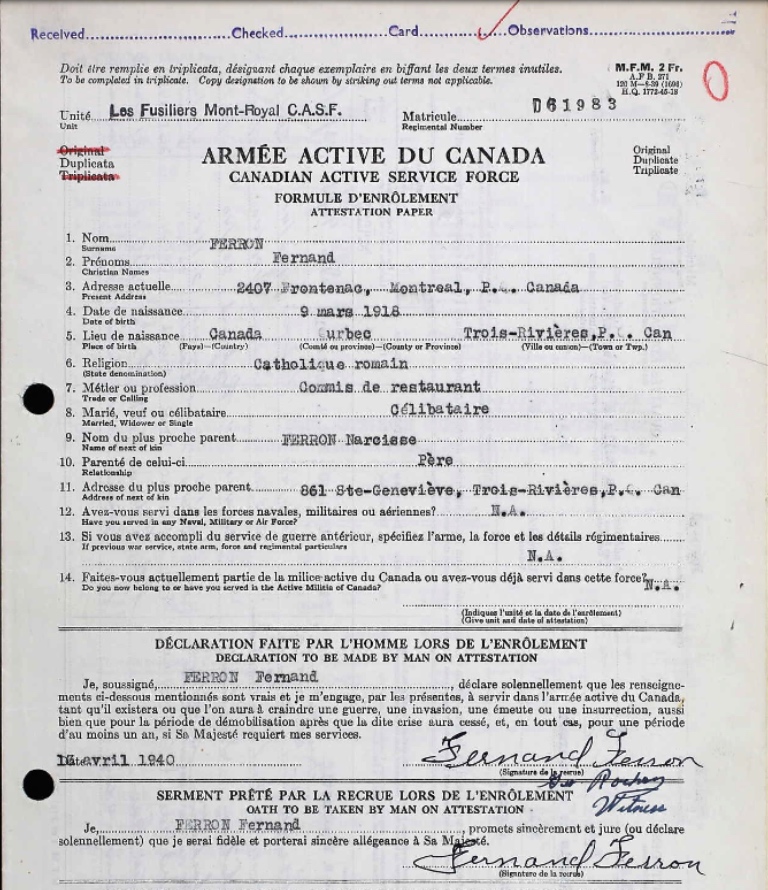 Received Checked Card Observations
Doit être remplie en triplicata, désignant chaque exemplaire en biffant les deux termes inutiles.
To be completed in triplicate. Copy designation to be shown by striking out terms not applicable.
M.F.M. 2 Fr.
A.F.B. 271
H.Q. 1772-45-18
Unité Les Fusiliers Mont-Royal C.A.S.F. Matricule D61983
Unit Regimental Number
Original
Duplicata
Triplicata
ARMÉE ACTIVE DU CANADA
CANADIAN ACTIVE SERVICE FORCE
Original
Duplicate
Triplicate
FORMULE D'ENRÔLEMENT
ATTESTATION PAPER
1. Nom FERRON
Surname
2. Prénoms Fernand
Christian Names
3. Adresse actuelle 2407 Frontenac, Montreal, P.Q. Canada
Present Address
4. Date de naissance 9 mars 1918
Date of birth
5. Lieu de naissance Canada Qurbec Trois-Rivières,P.Q. Can
Place of birth (Pays)—(Country) (Comté ou province)—(County or Province) (Ville ou canton)—(Town or Twp.)
6. Religion Catholique romain
(State denomination)
7. Métier ou profession Commis de restaurant
Trade or Calling
8. Marié, veuf ou célibataire Célibataire
Married, Widower or Single
9. Nom du plus proche parent FERRON Narcisse
Name of next of kin
10. Parenté de celui-ci Père
Relationship
11. Adresse du plus proche parent 861 Ste-Geneviève, Trois-Rivières,P.Q. Can
Address of next of kin
12. Avez-vous servi dans les forces navales, militaires ou aériennes? N.A.
Have you served in any Naval, Military or Air Force?
13. Si vous avez accompli du service de guerre antérieur, spécifiez l'arme, la force et les détails régimentaires
If previous war service, state arm, force and regimental particulars
N.A.
14. Faites-vous actuellement partie de la milice active du Canada ou avez-vous déjà servi dans cette force? N.A.
Do you now belong to or have you served in the Active Militia of Canada?
(Indiquez l'unité et la date de l'enrôlement)
(Give unit and date of attestation)
DÉCLARATION FAITE PAR L'HOMME LORS DE L'ENRÔLEMENT
DECLARATION TO BE MADE BY MAN ON ATTESTATION
Je, soussigné, FERRON Fernand, déclare solennellement que les renseigne-
ments ci-dessous mentionnés sont vrais et je m'engage, par les présentes, à servir dans l'armée active du Canada,
tant qu'il existera ou que l'on aura à craindre une guerre, une invasion, une émeute ou une insurrection, aussi
bien que pour la période de démobilisation après que la dite crise aura cessé, et, en tout cas, pour une période
d'au moins un an, si Sa Majesté requiert mes services.
avril 1940 Fernand Ferron
(Signature de la recrue)
Witness
SERMENT PRÊTÉ PAR LA RECRUE LORS DE L'ENRÔLEMENT
OATH TO BE TAKEN BY MAN ON ATTESTATION
Je, FERRON Fernand, promets sincèrement et jure (ou déclare
solennellement) que je serai fidèle et porterai sincère allégeance à Sa Majesté.
Fernand Ferron
(Signature de la recrue)